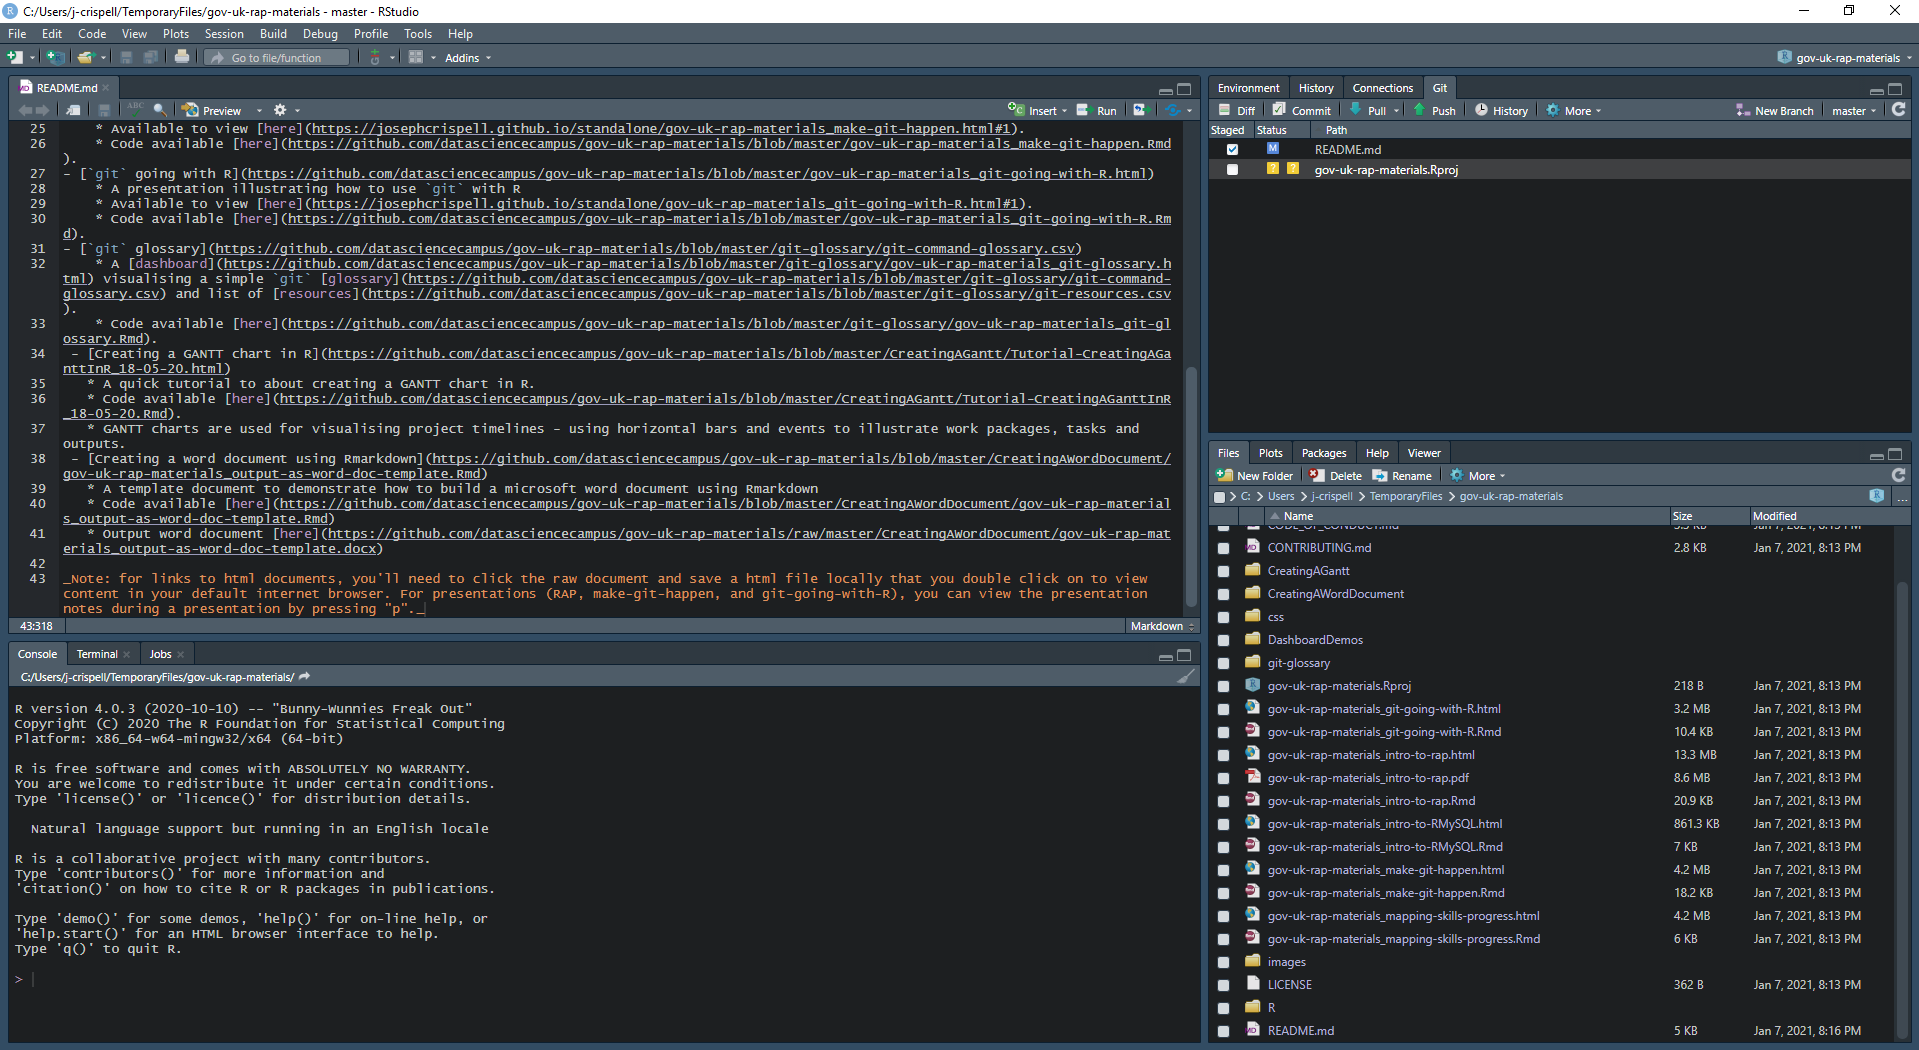 C:/Users/j-crispell/TemporaryFiles/gov-uk-rap-materials - master - RStudio
File Edit Code View Plots Session Build Debug Profile Tools Help
Go to file/function
Addins
gov-uk-rap-materials
README.md
ABC
Preview
Insert
Run
25 * Available to view [here](https://josephcrispell.github.io/standalone/gov-uk-rap-materials_make-git-happen.html#1).
26 * Code available [here](https://github.com/datasciencecampus/gov-uk-rap-materials/blob/master/gov-uk-rap-materials_make-git-happen.Rmd
).
27 - [`git` going with R](https://github.com/datasciencecampus/gov-uk-rap-materials/blob/master/gov-uk-rap-materials_git-going-with-R.html)
28 * A presentation illustrating how to use `git` with R
29 * Available to view [here](https://josephcrispell.github.io/standalone/gov-uk-rap-materials_git-going-with-R.html#1).
30 * Code available [here](https://github.com/datasciencecampus/gov-uk-rap-materials/blob/master/gov-uk-rap-materials_git-going-with-R.Rm
d).
31 - [`git` glossary](https://github.com/datasciencecampus/gov-uk-rap-materials/blob/master/git-glossary/git-command-glossary.csv)
32 * A [dashboard](https://github.com/datasciencecampus/gov-uk-rap-materials/blob/master/git-glossary/gov-uk-rap-materials_git-glossary.h
tml) visualising a simple `git` [glossary](https://github.com/datasciencecampus/gov-uk-rap-materials/blob/master/git-glossary/git-command-
glossary.csv) and list of [resources](https://github.com/datasciencecampus/gov-uk-rap-materials/blob/master/git-glossary/git-resources.csv
).
33 * Code available [here](https://github.com/datasciencecampus/gov-uk-rap-materials/blob/master/git-glossary/gov-uk-rap-materials_git-gl
ossary.Rmd).
34 - [Creating a GANTT chart in R](https://github.com/datasciencecampus/gov-uk-rap-materials/blob/master/CreatingAGantt/Tutorial-CreatingAGa
nttInR_18-05-20.html)
35 * A quick tutorial to about creating a GANTT chart in R.
36 * Code available [here](https://github.com/datasciencecampus/gov-uk-rap-materials/blob/master/CreatingAGantt/Tutorial-CreatingAGanttInR
_18-05-20.Rmd).
37 * GANTT charts are used for visualising project timelines - using horizontal bars and events to illustrate work packages, tasks and
outputs.
38 - [Creating a word document using Rmarkdown](https://github.com/datasciencecampus/gov-uk-rap-materials/blob/master/CreatingAWordDocument/
gov-uk-rap-materials_output-as-word-doc-template.Rmd)
39 * A template document to demonstrate how to build a microsoft word document using Rmarkdown
40 * Code available [here](https://github.com/datasciencecampus/gov-uk-rap-materials/blob/master/CreatingAWordDocument/gov-uk-rap-material
s_output-as-word-doc-template.Rmd)
41 * Output word document [here](https://github.com/datasciencecampus/gov-uk-rap-materials/raw/master/CreatingAWordDocument/gov-uk-rap-mat
erials_output-as-word-doc-template.docx)
42
43 _Note: for links to html documents, you'll need to click the raw document and save a html file locally that you double click on to view
content in your default internet browser. For presentations (RAP, make-git-happen, and git-going-with-R), you can view the presentation
notes during a presentation by pressing "p"._
43:318
Markdown
Console Terminal Jobs
C:/Users/j-crispell/TemporaryFiles/gov-uk-rap-materials/
R version 4.0.3 (2020-10-10) -- "Bunny-Wunnies Freak Out"
Copyright (C) 2020 The R Foundation for Statistical Computing
Platform: x86_64-w64-mingw32/x64 (64-bit)
R is free software and comes with ABSOLUTELY NO WARRANTY.
You are welcome to redistribute it under certain conditions.
Type 'license()' or 'licence()' for distribution details.
Natural language support but running in an English locale
R is a collaborative project with many contributors.
Type 'contributors()' for more information and
'citation()' on how to cite R or R packages in publications.
Type 'demo()' for some demos, 'help()' for on-line help, or
'help.start()' for an HTML browser interface to help.
Type 'q()' to quit R.
>
Environment History Connections Git
Diff Commit Pull Push History More New Branch master
Staged Status Path
M README.md
? ? gov-uk-rap-materials.Rproj
Files Plots Packages Help Viewer
New Folder Delete Rename More
C: > Users > j-crispell > TemporaryFiles > gov-uk-rap-materials ...
Name Size Modified
CODE_OF_CONDUCT.md 3.3 KB Jan 7, 2021, 8:13 PM
CONTRIBUTING.md 2.8 KB Jan 7, 2021, 8:13 PM
CreatingAGantt
CreatingAWordDocument
css
DashboardDemos
git-glossary
gov-uk-rap-materials.Rproj 218 B Jan 7, 2021, 8:13 PM
gov-uk-rap-materials_git-going-with-R.html 3.2 MB Jan 7, 2021, 8:13 PM
gov-uk-rap-materials_git-going-with-R.Rmd 10.4 KB Jan 7, 2021, 8:13 PM
gov-uk-rap-materials_intro-to-rap.html 13.3 MB Jan 7, 2021, 8:13 PM
gov-uk-rap-materials_intro-to-rap.pdf 8.6 MB Jan 7, 2021, 8:13 PM
gov-uk-rap-materials_intro-to-rap.Rmd 20.9 KB Jan 7, 2021, 8:13 PM
gov-uk-rap-materials_intro-to-RMySQL.html 861.3 KB Jan 7, 2021, 8:13 PM
gov-uk-rap-materials_intro-to-RMySQL.Rmd 7 KB Jan 7, 2021, 8:13 PM
gov-uk-rap-materials_make-git-happen.html 4.2 MB Jan 7, 2021, 8:13 PM
gov-uk-rap-materials_make-git-happen.Rmd 18.2 KB Jan 7, 2021, 8:13 PM
gov-uk-rap-materials_mapping-skills-progress.html 4.2 MB Jan 7, 2021, 8:13 PM
gov-uk-rap-materials_mapping-skills-progress.Rmd 6 KB Jan 7, 2021, 8:13 PM
images
LICENSE 362 B Jan 7, 2021, 8:13 PM
R
README.md 5 KB Jan 7, 2021, 8:16 PM